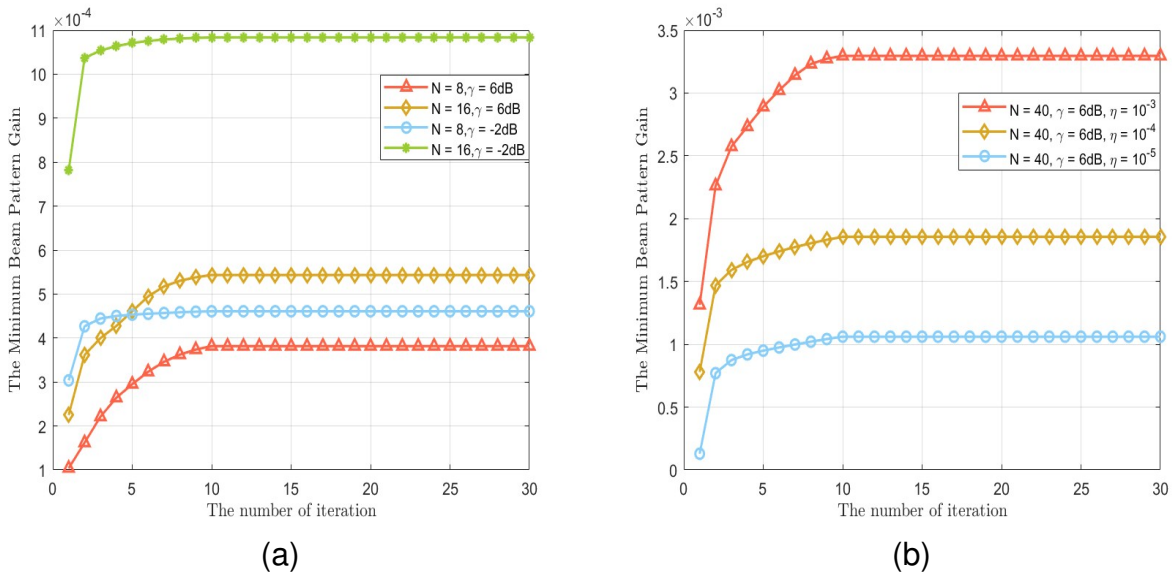 ×10⁻⁴
11
10
9
8
7
6
5
4
3
2
1
0
5
10
15
20
25
30
The Minimum Beam Pattern Gain
The number of iteration
N = 8,γ = 6dB
N = 16,γ = 6dB
N = 8,γ = -2dB
N = 16,γ = -2dB
(a)
×10⁻³
3.5
3
2.5
2
1.5
1
0.5
0
0
5
10
15
20
25
30
The Minimum Beam Pattern Gain
The number of iteration
N = 40, γ = 6dB, η = 10⁻³
N = 40, γ = 6dB, η = 10⁻⁴
N = 40, γ = 6dB, η = 10⁻⁵
(b)